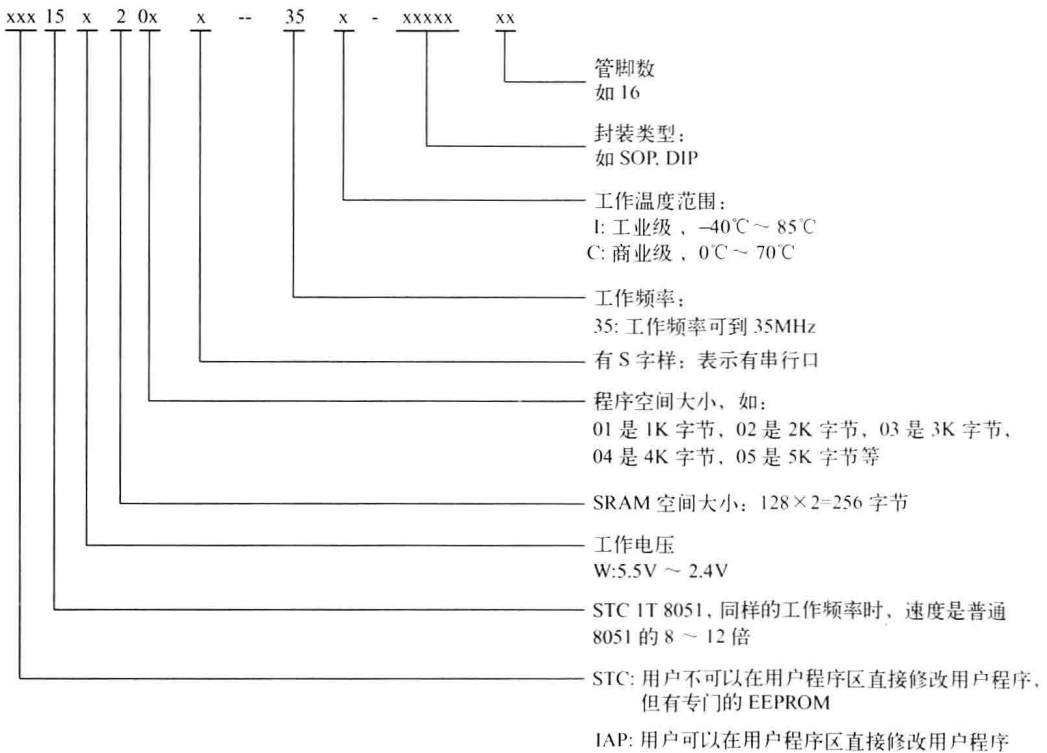 xxx 15 x 2 0x x -- 35 x - xxxxx xx
管脚数
如 16
封装类型：
如 SOP, DIP
工作温度范围：
I: 工业级，-40℃～85℃
C: 商业级，0℃～70℃
工作频率：
35: 工作频率可到 35MHz
有 S 字样：表示有串行口
程序空间大小，如：
01 是 1K 字节，02 是 2K 字节，03 是 3K 字节，
04 是 4K 字节，05 是 5K 字节等
SRAM 空间大小：128×2=256 字节
工作电压
W:5.5V～2.4V
STC 1T 8051，同样的工作频率时，速度是普通
8051 的 8～12 倍
STC: 用户不可以在用户程序区直接修改用户程序，
但有专门的 EEPROM
IAP: 用户可以在用户程序区直接修改用户程序